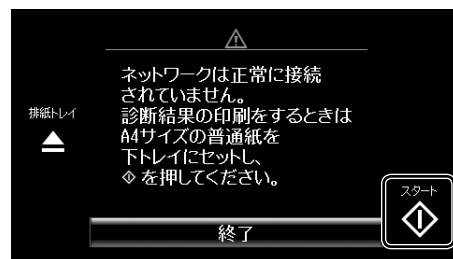 ネットワークは正常に接続
されていません。
診断結果の印刷をするときは
A4サイズの普通紙を
下トレイにセットし、
を押してください。
排紙トレイ
スタート
終了